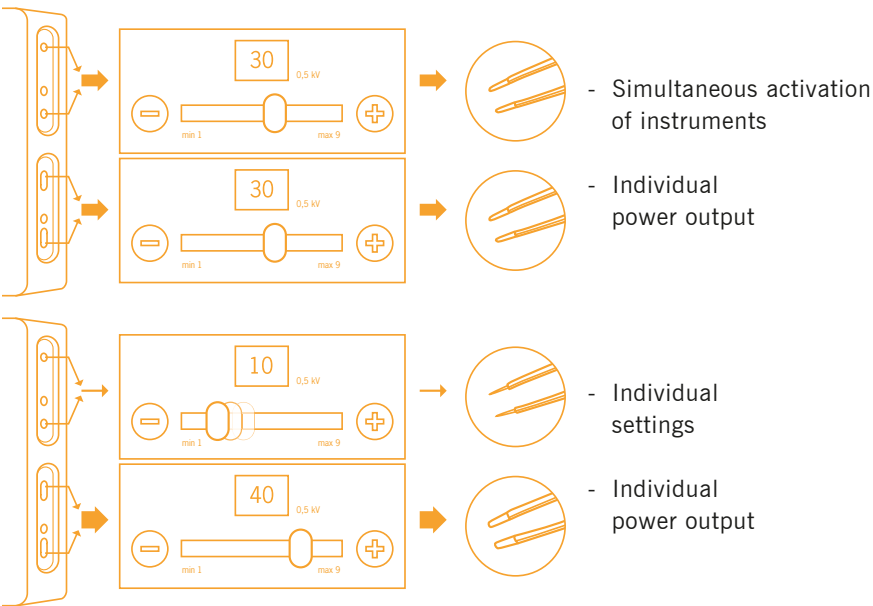 30
0,5 kV
min 1
max 9
- Simultaneous activation
of instruments
30
0,5 kV
min 1
max 9
- Individual
power output
10
0,5 kV
min 1
max 9
- Individual
settings
40
0,5 kV
min 1
max 9
- Individual
power output